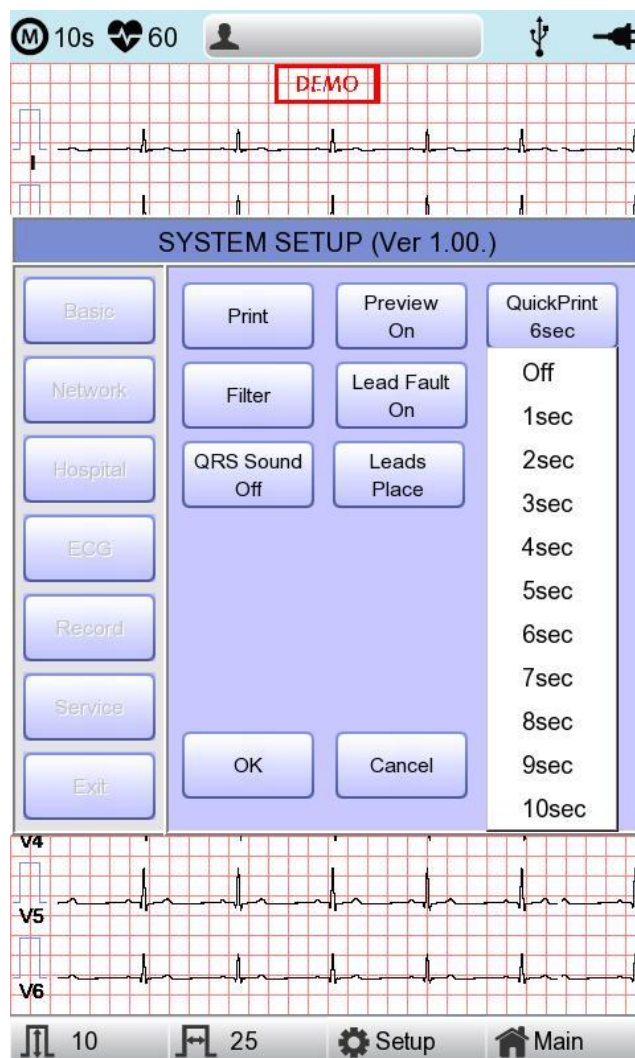 M 10s 60
DEMO
I
SYSTEM SETUP (Ver 1.00.)
Basic
Network
Hospital
ECG
Record
Service
Exit
Print
Preview
On
QuickPrint
6sec
Filter
Lead Fault
On
QRS Sound
Off
Leads
Place
Off
1sec
2sec
3sec
4sec
5sec
6sec
7sec
8sec
9sec
10sec
OK
Cancel
V4
V5
V6
10 25 Setup Main